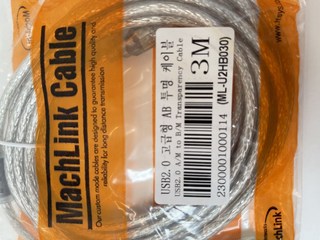 MachLink Cable
Our custom made cables are designed to guarantee high quality and
reliability for long distance transmission
USB2.0 고급형 AB 투명 케이블
USB2.0 A/M to B/M Transparency Cable
3M
2300001000114 (ML-U2HB030)
MachLink